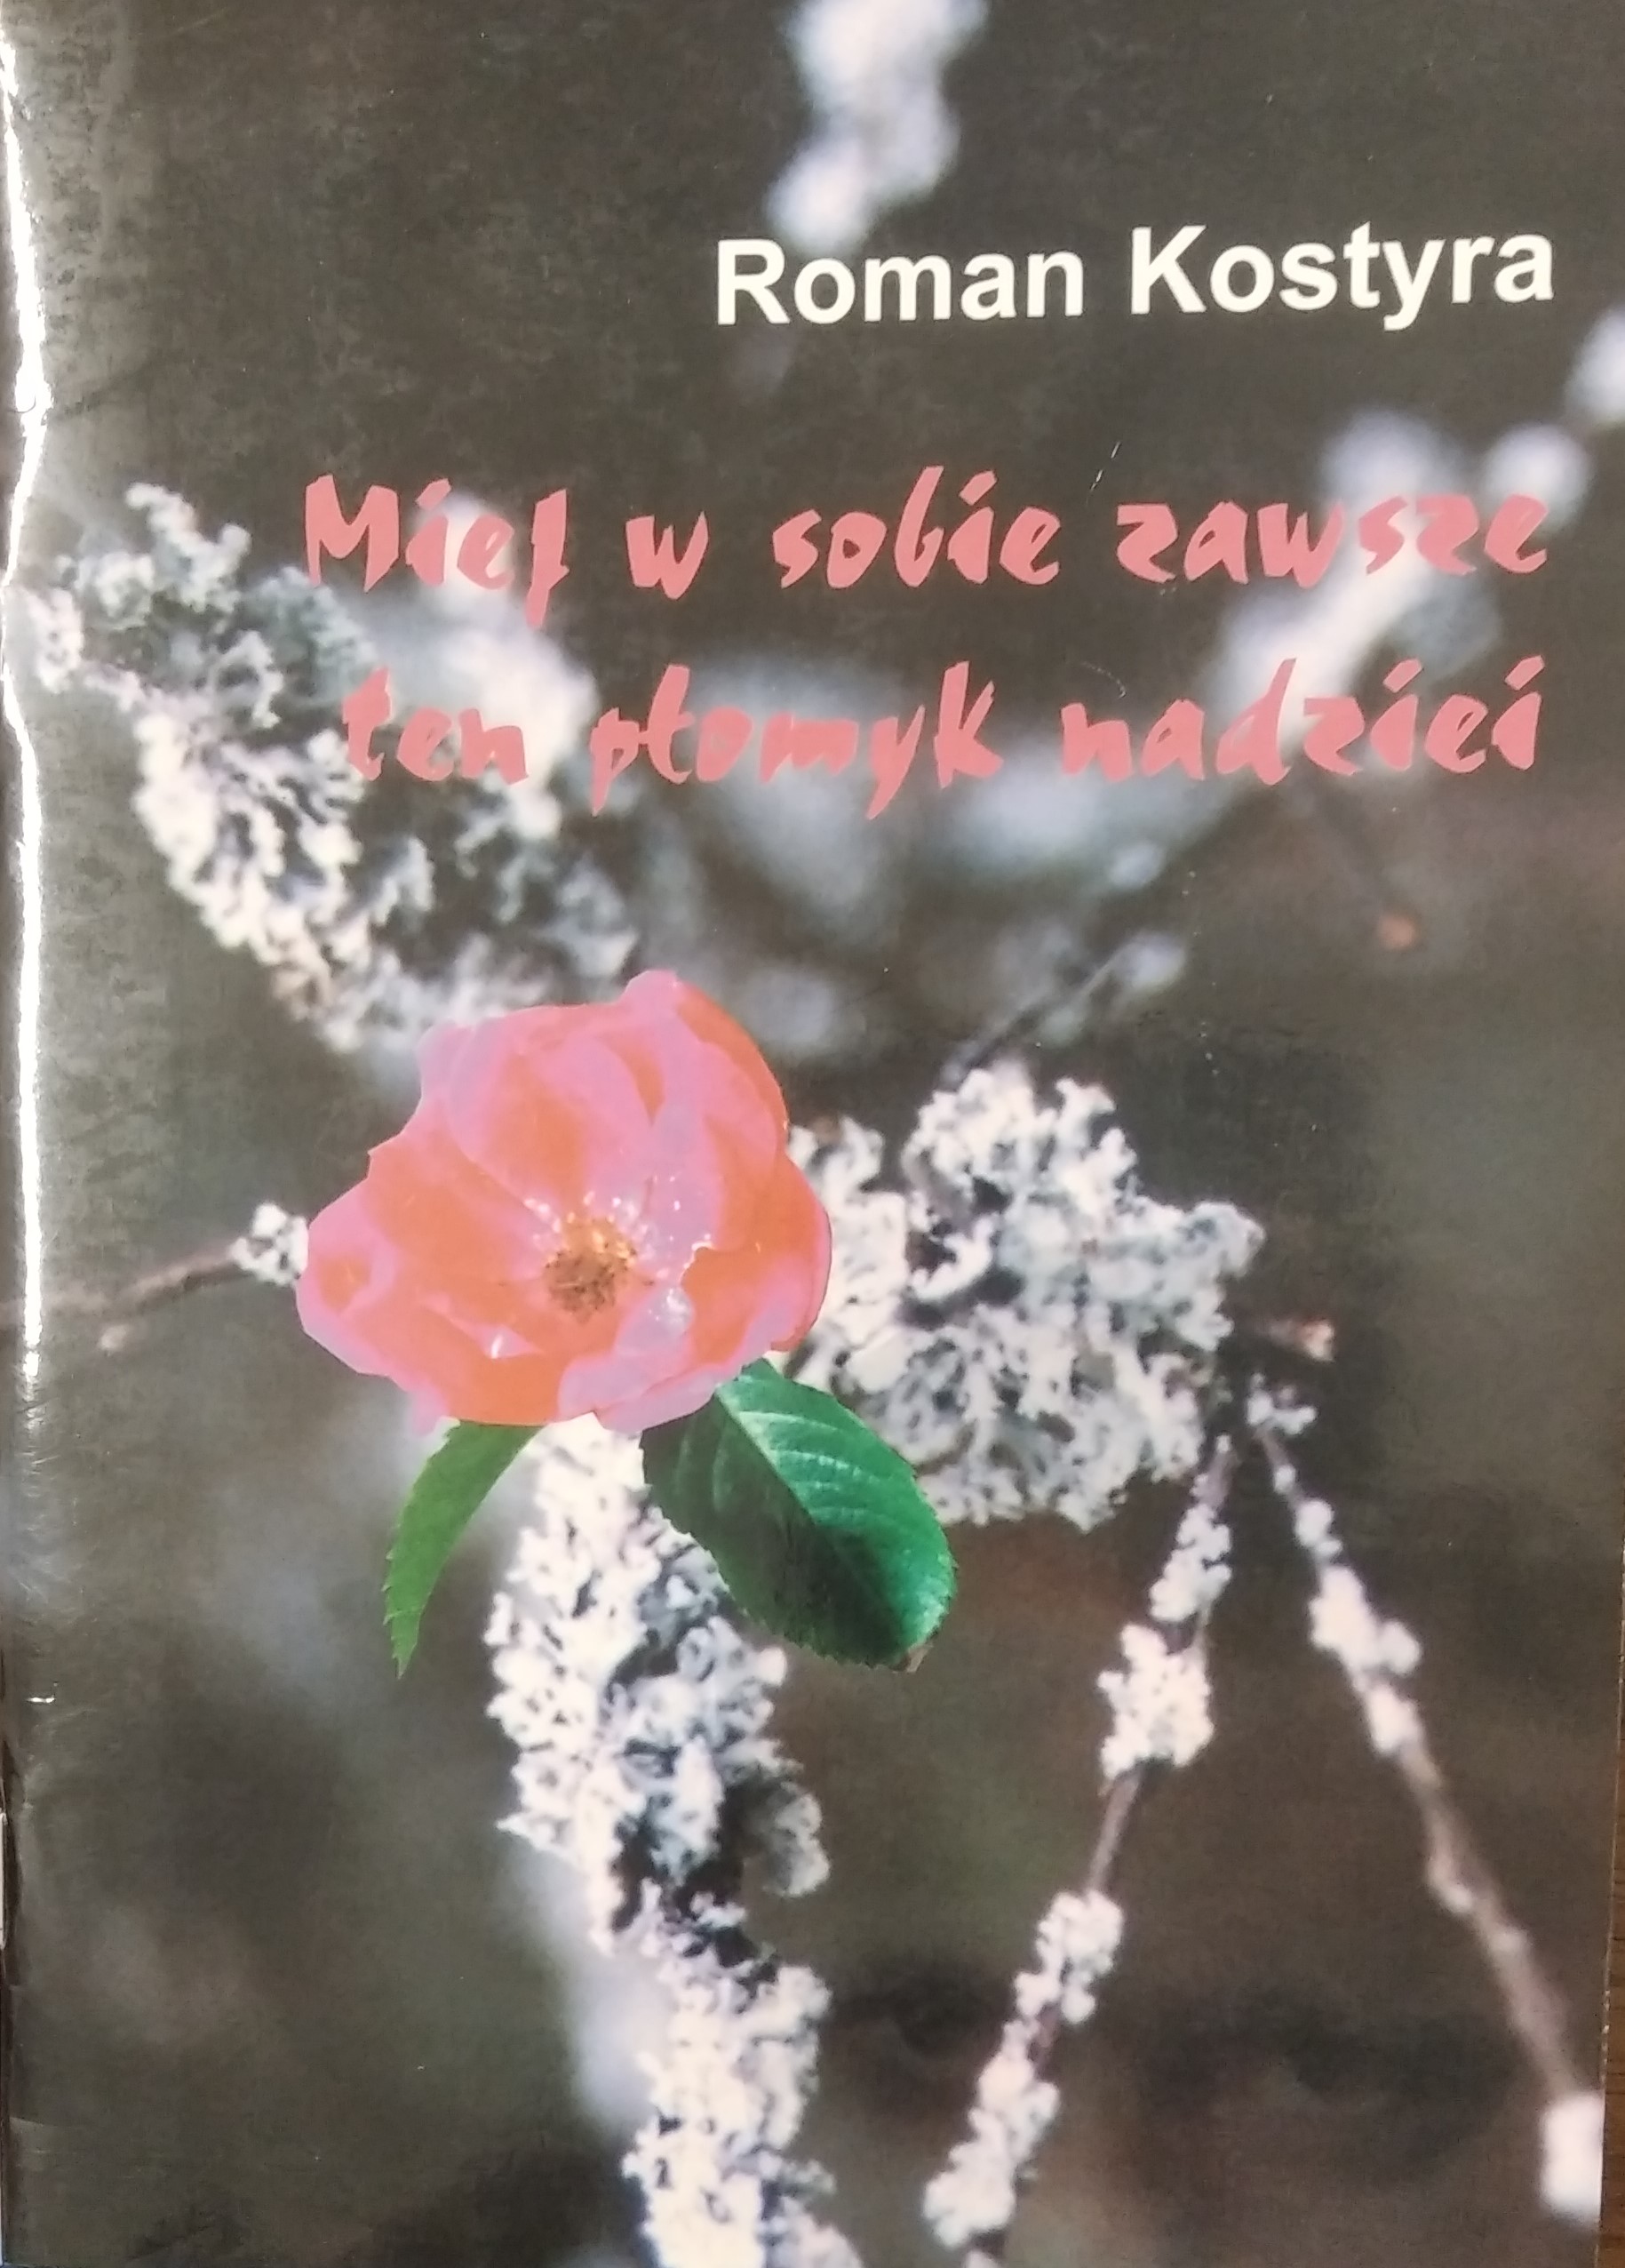 Roman Kostyra
Miej w sobie zawsze
ten płomyk nadziei